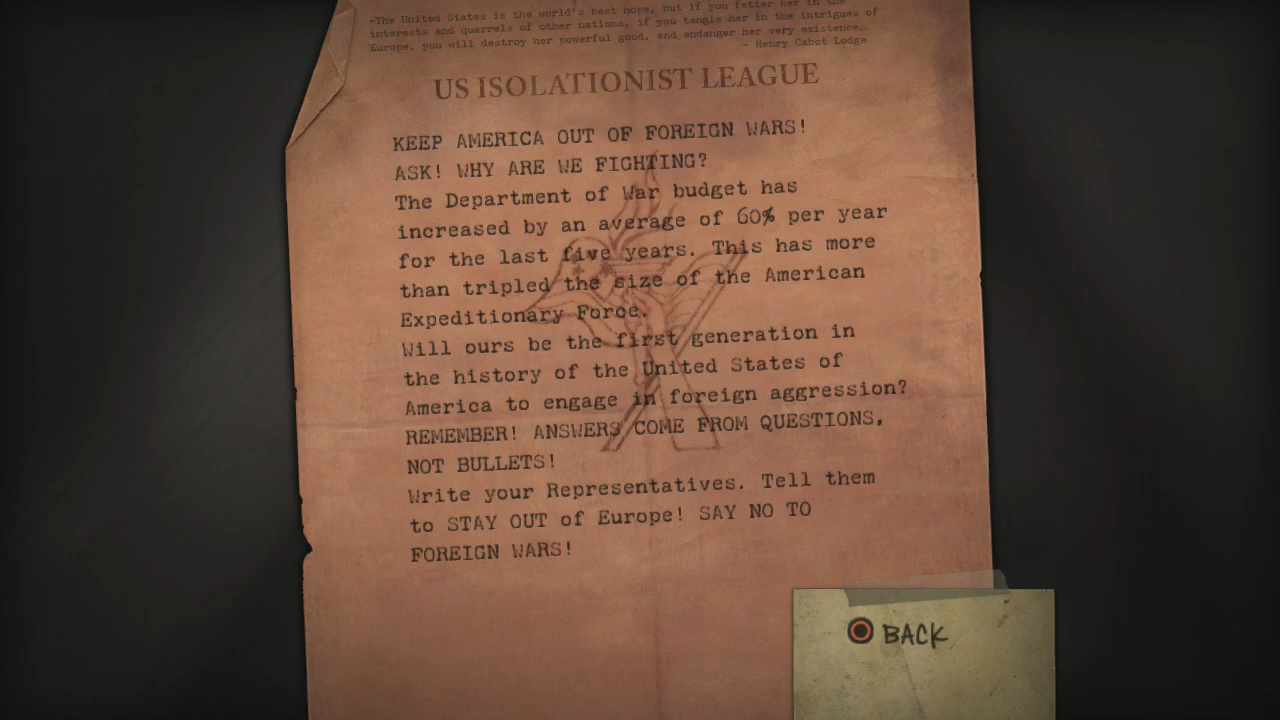 -The United States is the world's best hope, but if you fetter her in the
interests and quarrels of other nations, if you tangle her in the intrigues of
Europe, you will destroy her powerful good, and endanger her very existence.
- Henry Cabot Lodge
US ISOLATIONIST LEAGUE
KEEP AMERICA OUT OF FOREIGN WARS!
ASK! WHY ARE WE FIGHTING?
The Department of War budget has
increased by an average of 60% per year
for the last five years. This has more
than tripled the size of the American
Expeditionary Force.
Will ours be the first generation in
the history of the United States of
America to engage in foreign aggression?
REMEMBER! ANSWERS COME FROM QUESTIONS,
NOT BULLETS!
Write your Representatives. Tell them
to STAY OUT of Europe! SAY NO TO
FOREIGN WARS!
BACK